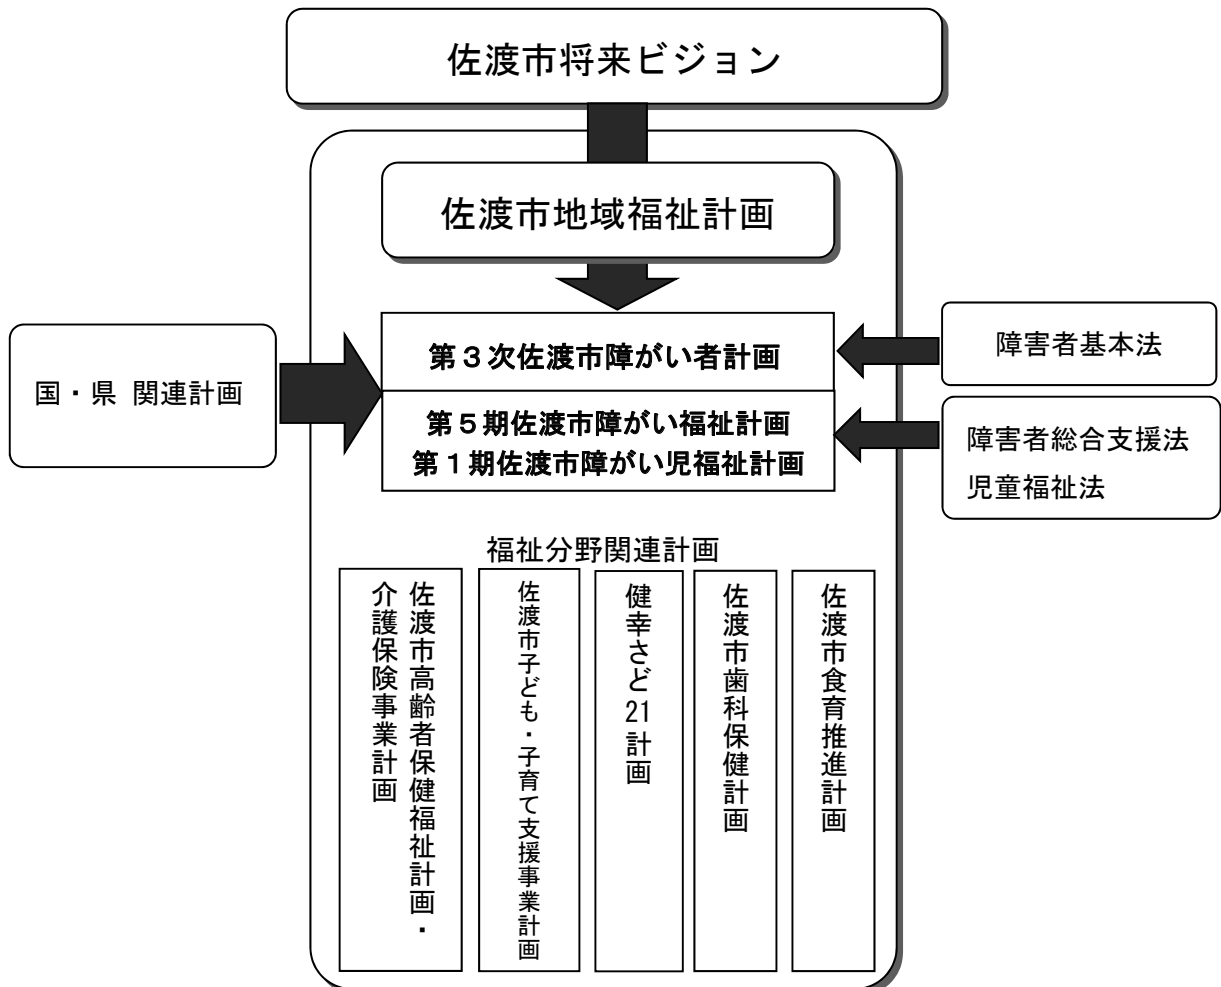 佐渡市将来ビジョン
佐渡市地域福祉計画
国・県 関連計画
第３次佐渡市障がい者計画
第５期佐渡市障がい福祉計画
第１期佐渡市障がい児福祉計画
障害者基本法
障害者総合支援法
児童福祉法
福祉分野関連計画
佐渡市高齢者保健福祉計画・
介護保険事業計画
佐渡市子ども・子育て支援事業計画
健幸さど21計画
佐渡市歯科保健計画
佐渡市食育推進計画